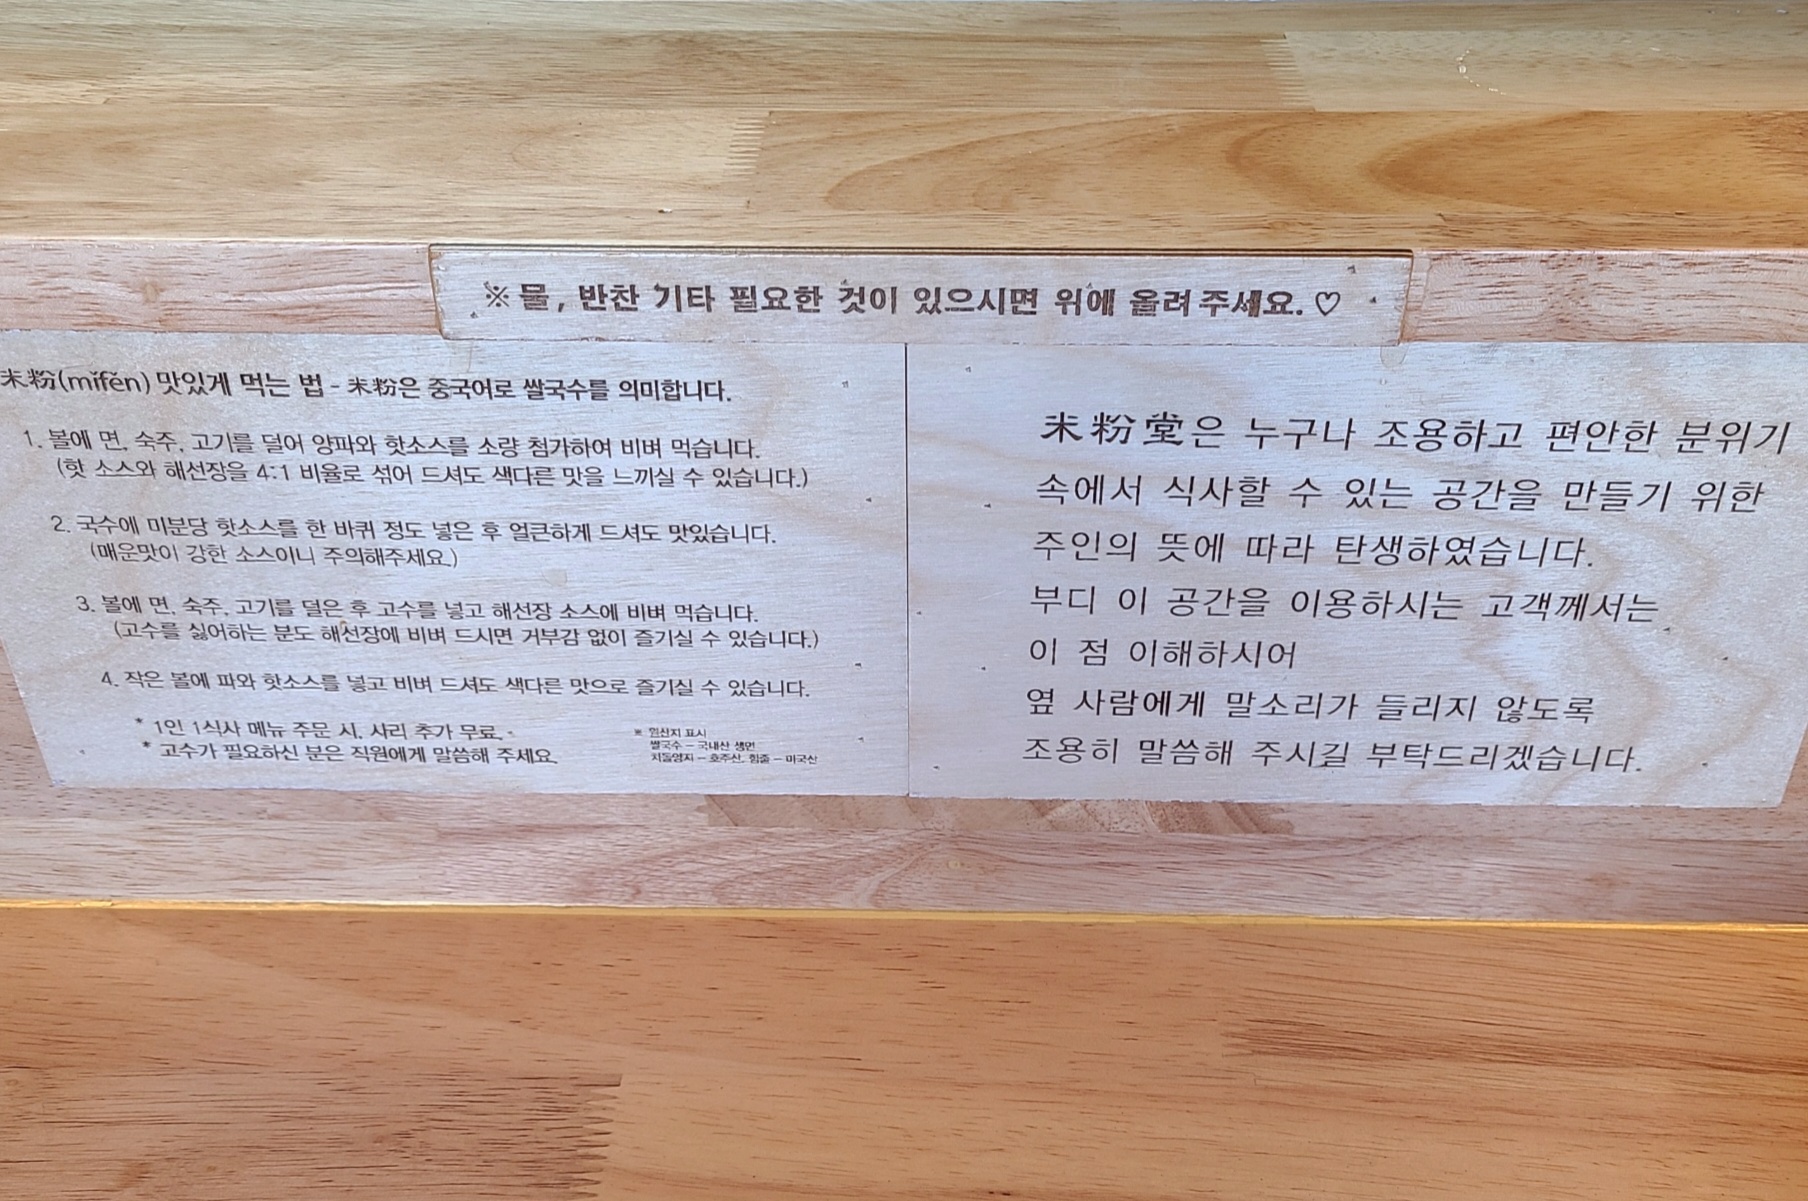 ※물, 반찬 기타 필요한 것이 있으시면 위에 올려주세요.♡
米粉(mǐfěn) 맛있게 먹는 법 - 米粉은 중국어로 쌀국수를 의미합니다.
1. 볼에 면, 숙주, 고기를 덜어 양파와 핫소스를 소량 첨가하여 비벼 먹습니다.
(핫 소스와 해선장을 4:1 비율로 섞어 드셔도 색다른 맛을 느끼실 수 있습니다.)
2. 국수에 미분당 핫소스를 한 바퀴 정도 넣은 후 얼큰하게 드셔도 맛있습니다.
(매운맛이 강한 소스이니 주의해주세요.)
3. 볼에 면, 숙주, 고기를 덜은 후 고수를 넣고 해선장 소스에 비벼 먹습니다.
(고수를 싫어하는 분도 해선장에 비벼 드시면 거부감 없이 즐기실 수 있습니다.)
4. 작은 볼에 파와 핫소스를 넣고 비벼 드셔도 색다른 맛으로 즐기실 수 있습니다.
* 1인 1식사 메뉴 주문 시, 사리 추가 무료.
* 고수가 필요하신 분은 직원에게 말씀해 주세요.
※ 원산지 표시
쌀국수 - 국내산 생면
차돌양지 - 호주산, 힘줄 - 미국산
米粉堂은 누구나 조용하고 편안한 분위기
속에서 식사할 수 있는 공간을 만들기 위한
주인의 뜻에 따라 탄생하였습니다.
부디 이 공간을 이용하시는 고객께서는
이 점 이해하시어
옆 사람에게 말소리가 들리지 않도록
조용히 말씀해 주시길 부탁드리겠습니다.